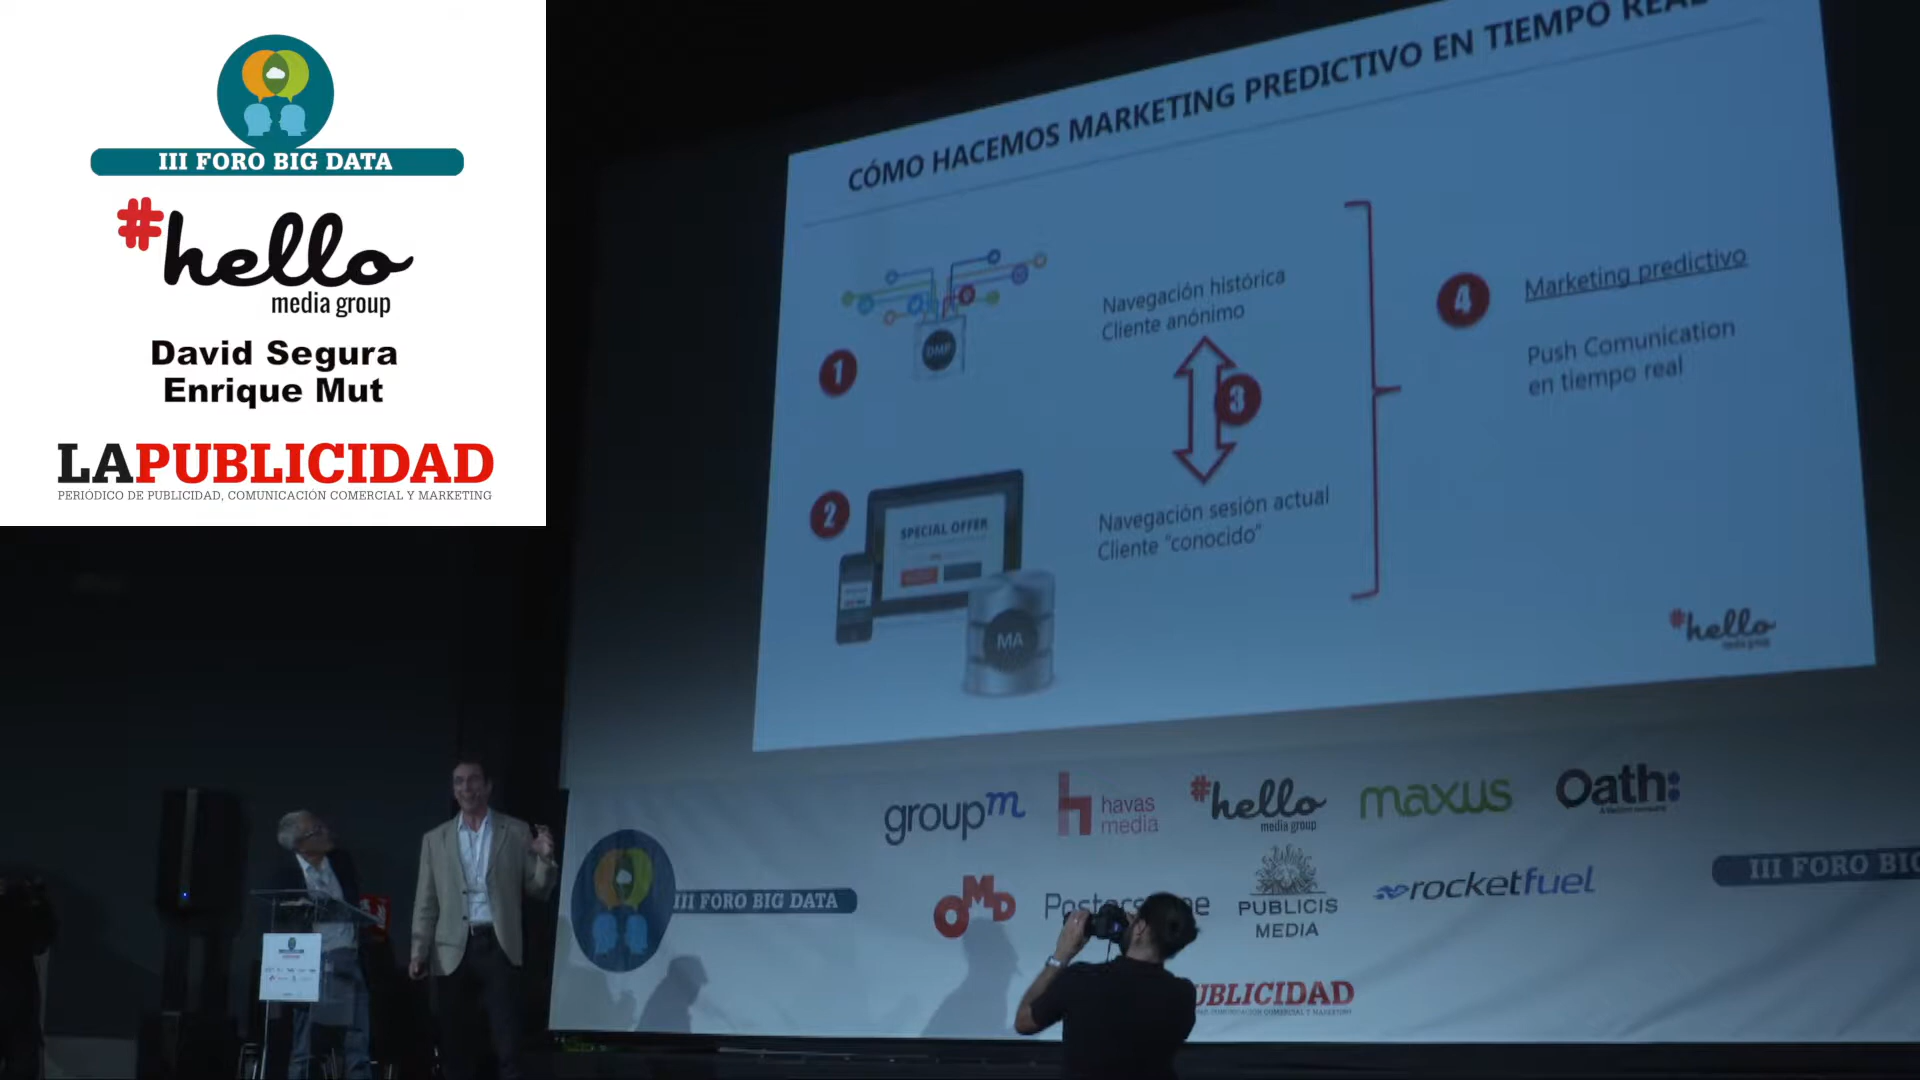 III FORO BIG DATA
#hello
media group
David Segura
Enrique Mut
LAPUBLICIDAD
PERIÓDICO DE PUBLICIDAD, COMUNICACIÓN COMERCIAL Y MARKETING
CÓMO HACEMOS MARKETING PREDICTIVO EN TIEMPO REAL
1
DMP
Navegación histórica
Cliente anónimo
3
2
SPECIAL OFFER
MA
Navegación sesión actual
Cliente “conocido”
4
Marketing predictivo
Push Comunication
en tiempo real
#hello
media group
groupm
havas
media
#hello
media group
maxus
Oath:
III FORO BIG DATA
OMD
PUBLICIS
MEDIA
rocketfuel
III FORO BIG
UBLICIDAD